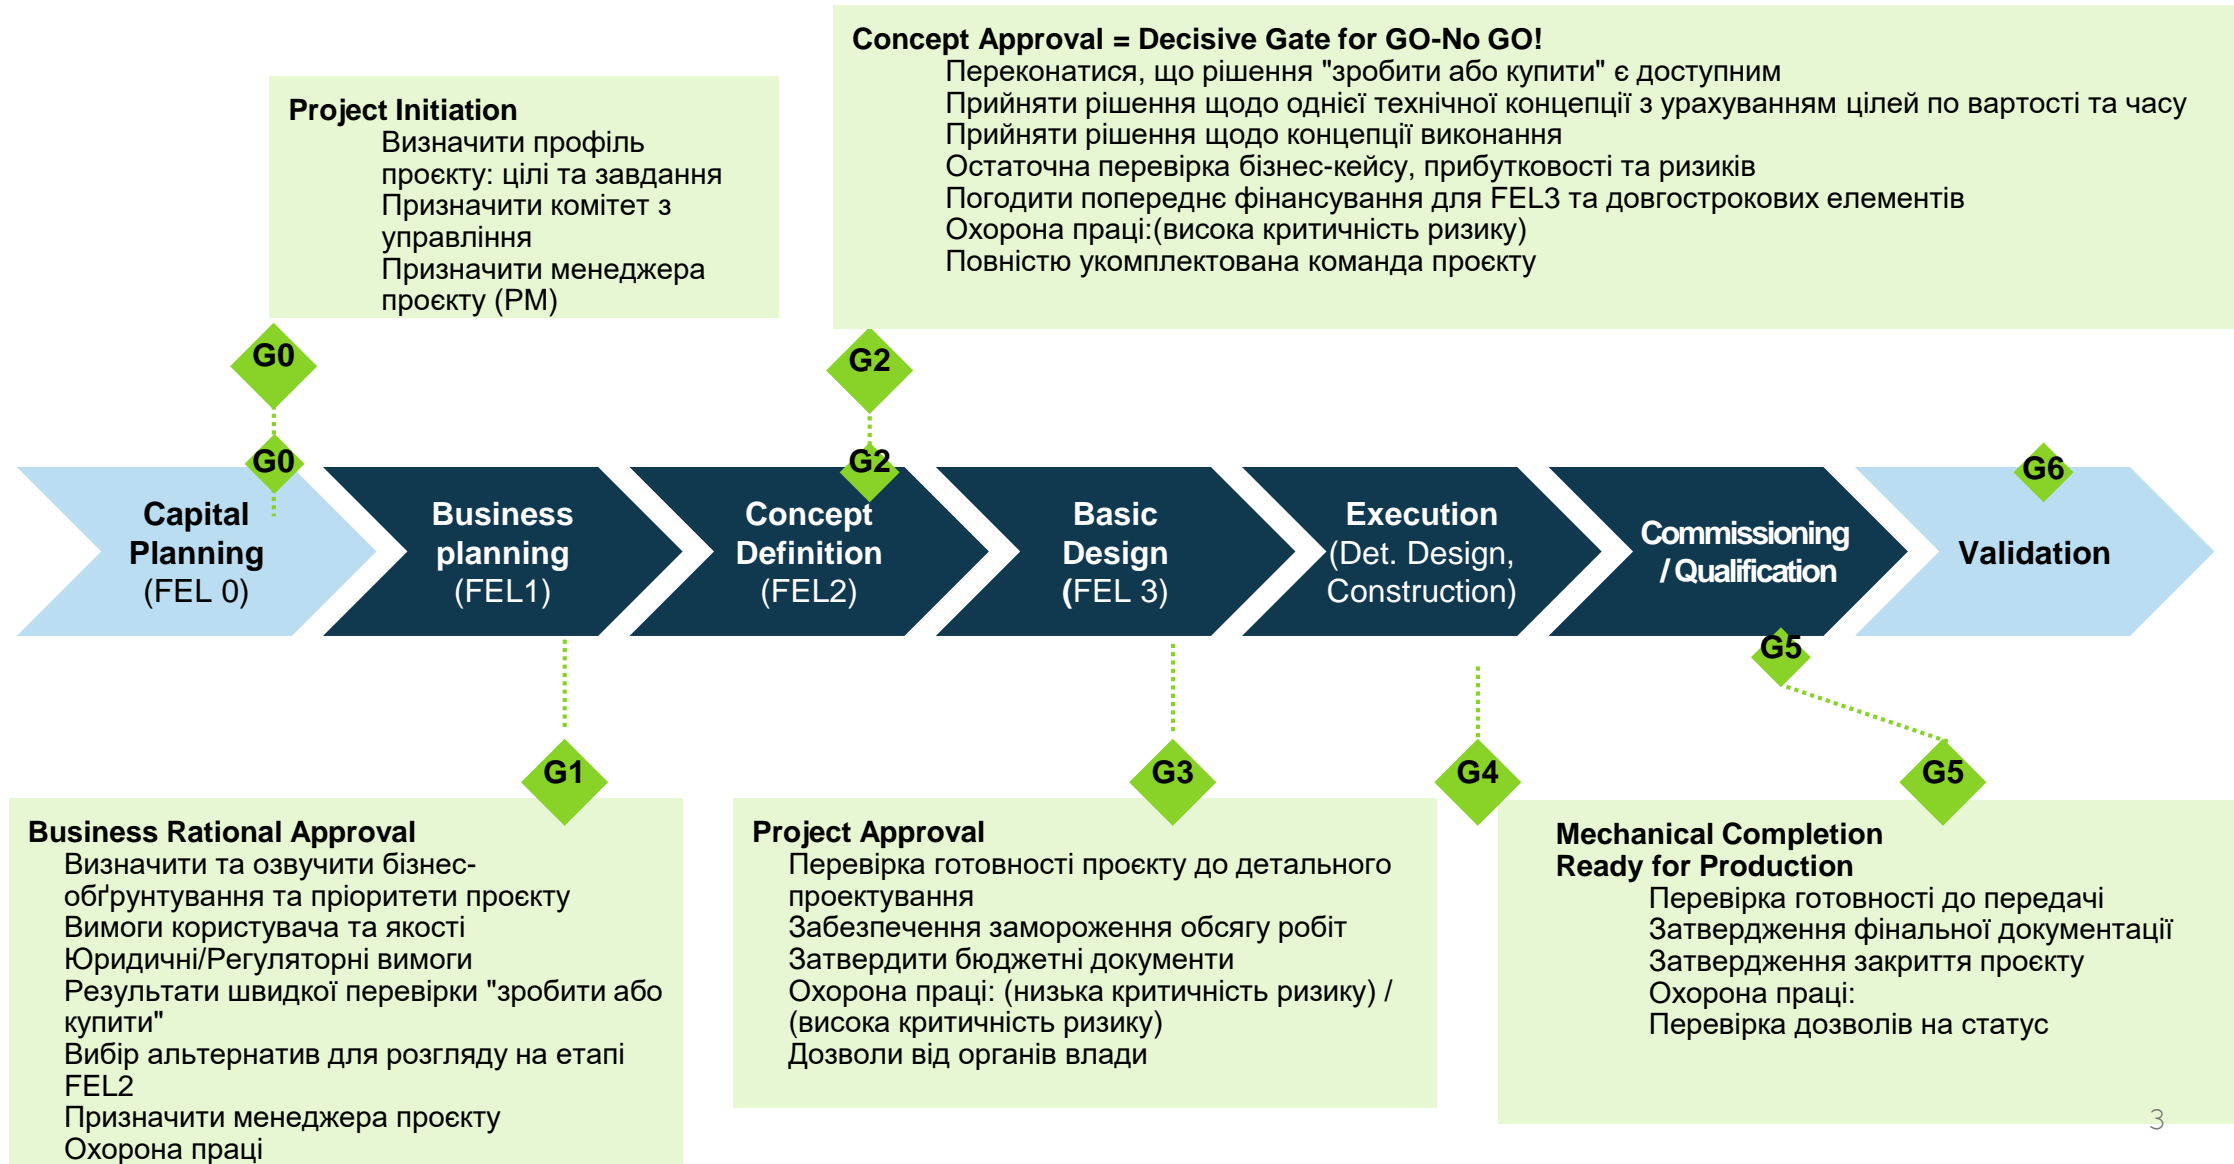 Concept Approval = Decisive Gate for GO-No GO!
Переконатися, що рішення "зробити або купити" є доступним
Прийняти рішення щодо однієї технічної концепції з урахуванням цілей по вартості та часу
Прийняти рішення щодо концепції виконання
Остаточна перевірка бізнес-кейсу, прибутковості та ризиків
Погодити попереднє фінансування для FEL3 та довгострокових елементів
Охорона праці:(висока критичність ризику)
Повністю укомплектована команда проєкту
Project Initiation
Визначити профіль
проєкту: цілі та завдання
Призначити комітет з
управління
Призначити менеджера
проєкту (PM)
G0
G2
G0
G2
G6
Capital
Planning
(FEL 0)
Business
planning
(FEL1)
Concept
Definition
(FEL2)
Basic
Design
(FEL 3)
Execution
(Det. Design,
Construction)
Commissioning
/ Qualification
Validation
G5
G1
G3
G4
G5
Business Rational Approval
Визначити та озвучити бізнес-
обґрунтування та пріоритети проєкту
Вимоги користувача та якості
Юридичні/Регуляторні вимоги
Результати швидкої перевірки "зробити або
купити"
Вибір альтернатив для розгляду на етапі
FEL2
Призначити менеджера проєкту
Охорона праці
Project Approval
Перевірка готовності проєкту до детального
проектування
Забезпечення замороження обсягу робіт
Затвердити бюджетні документи
Охорона праці: (низька критичність ризику) /
(висока критичність ризику)
Дозволи від органів влади
Mechanical Completion
Ready for Production
Перевірка готовності до передачі
Затвердження фінальної документації
Затвердження закриття проєкту
Охорона праці:
Перевірка дозволів на статус
3